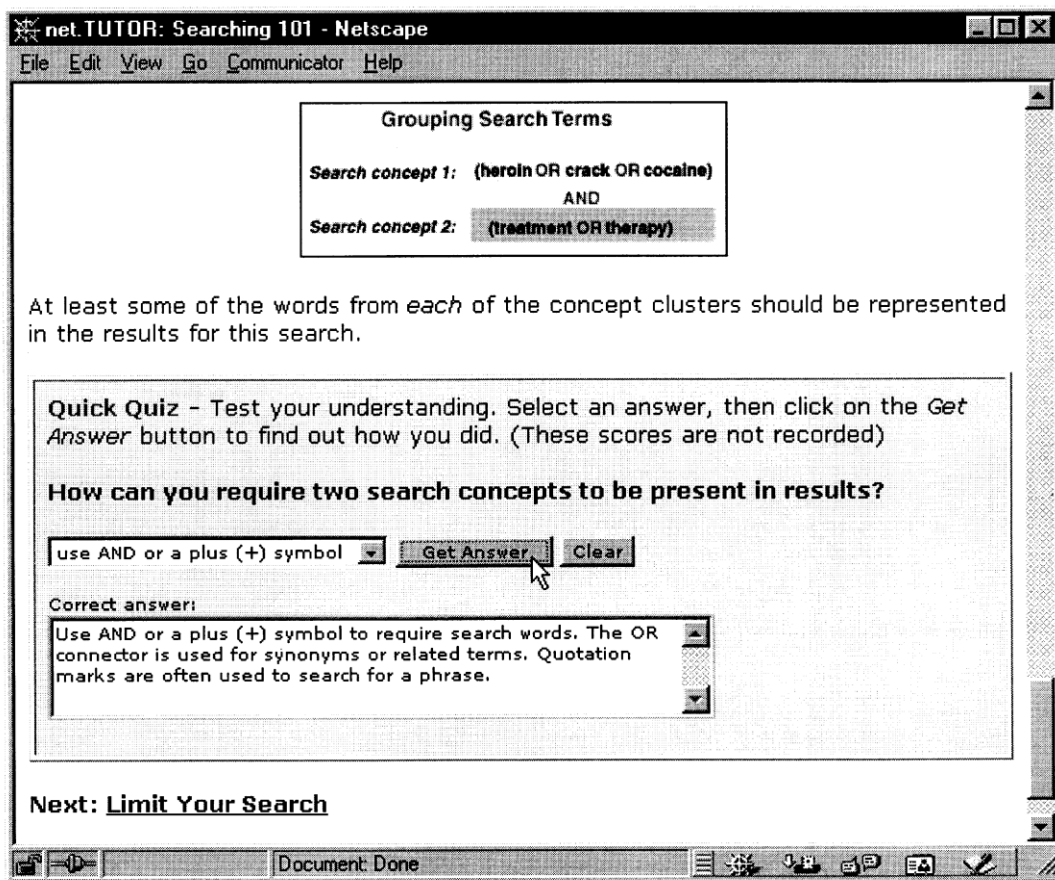 net.TUTOR: Searching 101 - Netscape
File Edit View Go Communicator Help
Grouping Search Terms
Search concept 1: (heroin OR crack OR cocaine)
AND
Search concept 2: (treatment OR therapy)
At least some of the words from each of the concept clusters should be represented
in the results for this search.
Quick Quiz - Test your understanding. Select an answer, then click on the Get
Answer button to find out how you did. (These scores are not recorded)
How can you require two search concepts to be present in results?
use AND or a plus (+) symbol Get Answer Clear
Correct answer:
Use AND or a plus (+) symbol to require search words. The OR
connector is used for synonyms or related terms. Quotation
marks are often used to search for a phrase.
Next: Limit Your Search
Document: Done